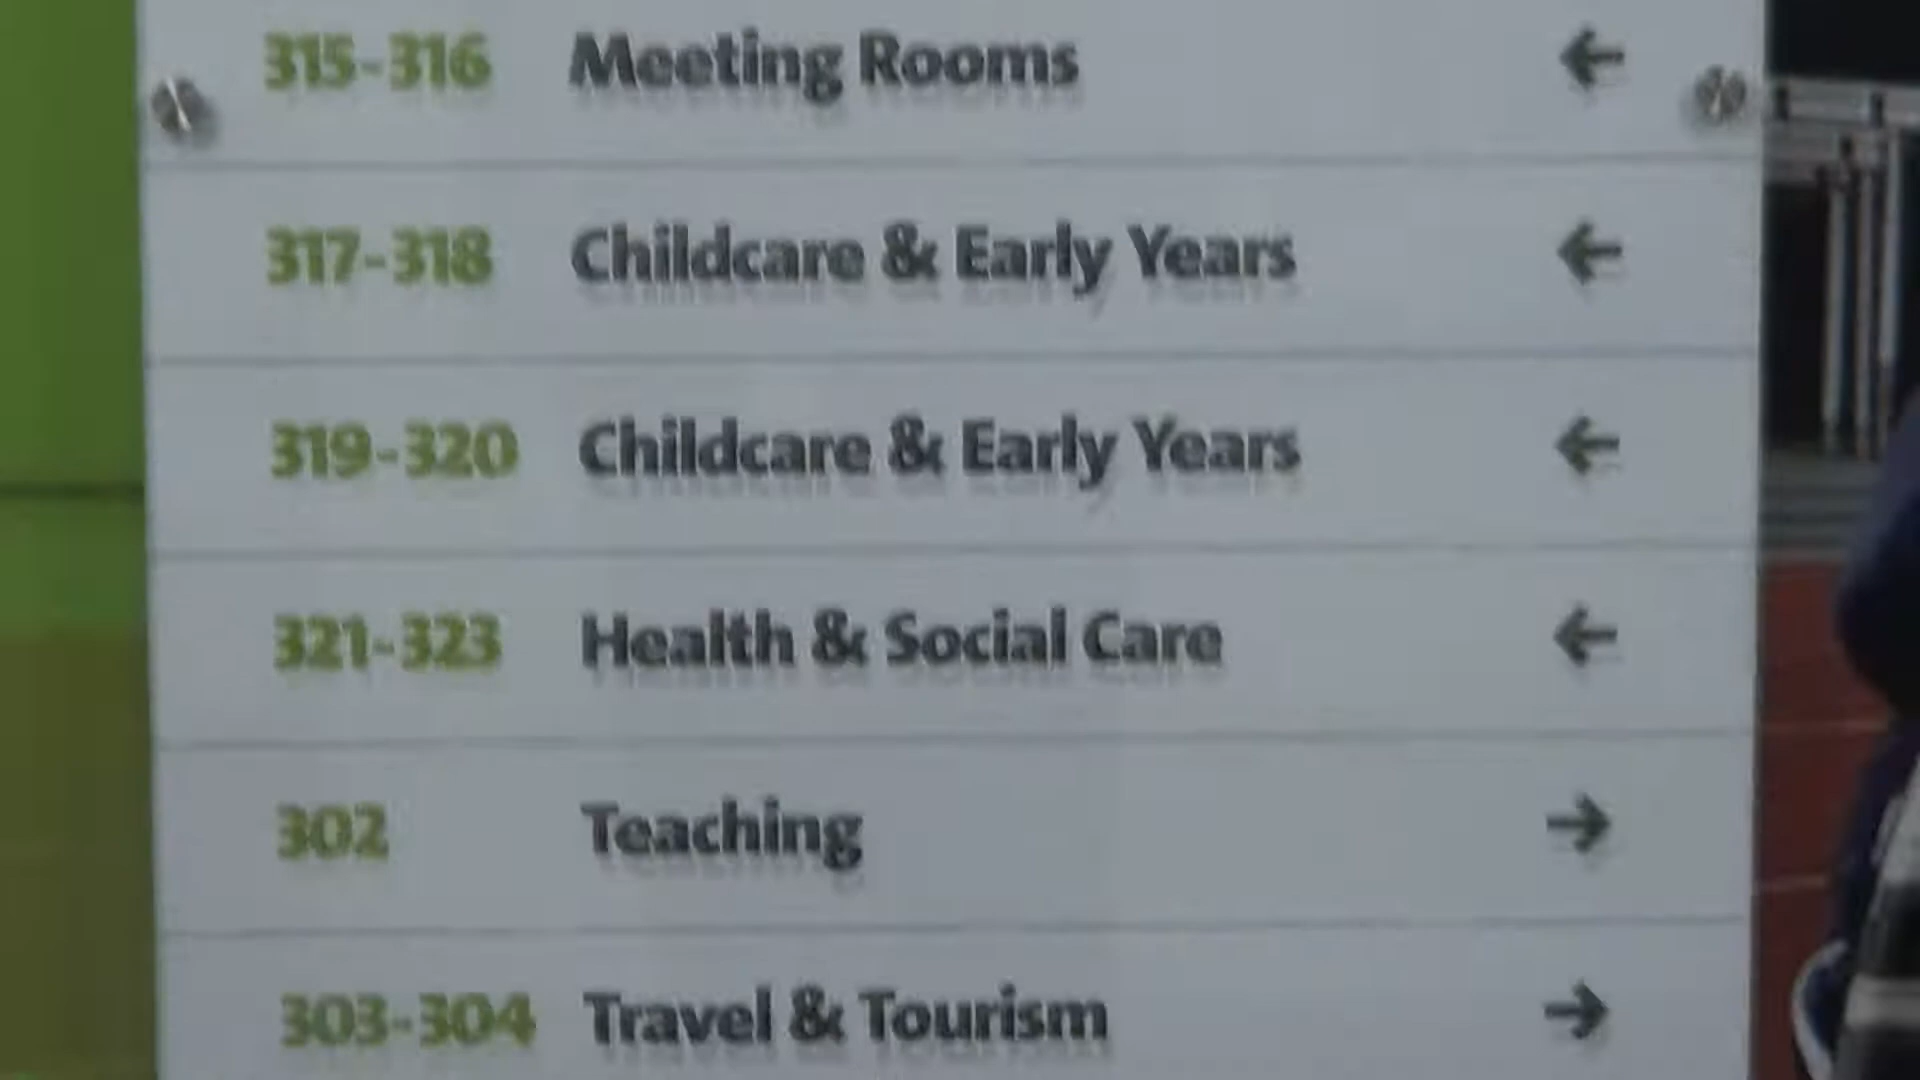 315-316 Meeting Rooms ←
317-318 Childcare & Early Years ←
319-320 Childcare & Early Years ←
321-323 Health & Social Care ←
302 Teaching →
303-304 Travel & Tourism →